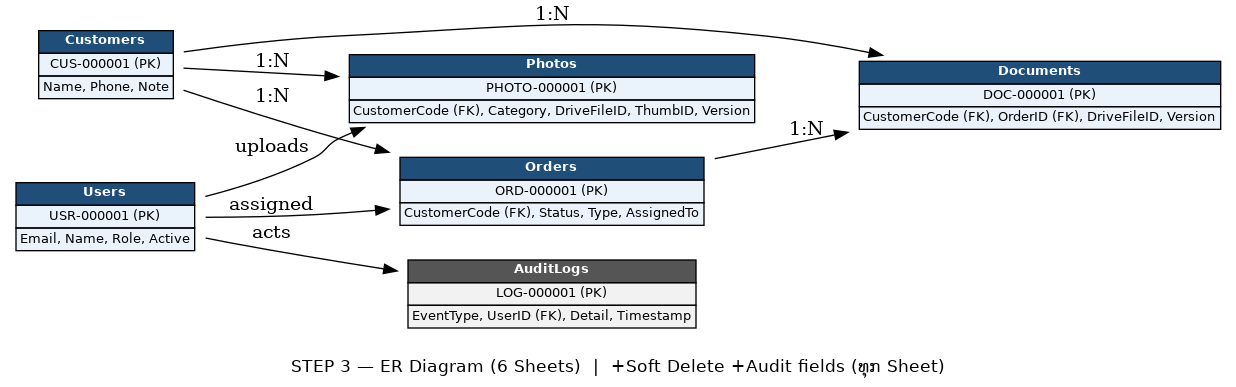 1:N
Customers
CUS-000001 (PK)
Name, Phone, Note
1:N
1:N
Photos
PHOTO-000001 (PK)
CustomerCode (FK), Category, DriveFileID, ThumbID, Version
Documents
DOC-000001 (PK)
CustomerCode (FK), OrderID (FK), DriveFileID, Version
1:N
uploads
Orders
ORD-000001 (PK)
CustomerCode (FK), Status, Type, AssignedTo
Users
USR-000001 (PK)
Email, Name, Role, Active
assigned
acts
AuditLogs
LOG-000001 (PK)
EventType, UserID (FK), Detail, Timestamp
STEP 3 — ER Diagram (6 Sheets) | +Soft Delete +Audit fields (ທຸກ Sheet)